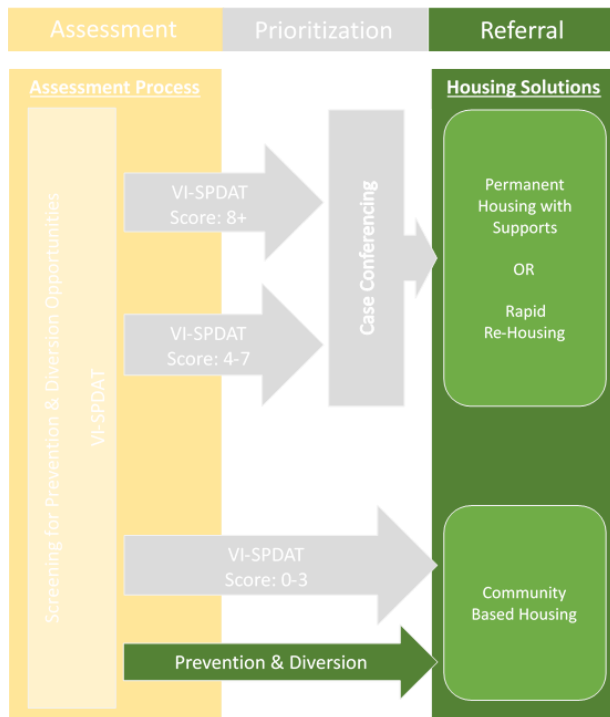 Assessment
Prioritization
Referral
Assessment Process
Housing Solutions
Screening for Prevention & Diversion Opportunities
VI-SPDAT
VI-SPDAT
Score: 8+
VI-SPDAT
Score: 4-7
Case Conferencing
Permanent
Housing with
Supports
OR
Rapid
Re-Housing
VI-SPDAT
Score: 0-3
Community
Based Housing
Prevention & Diversion